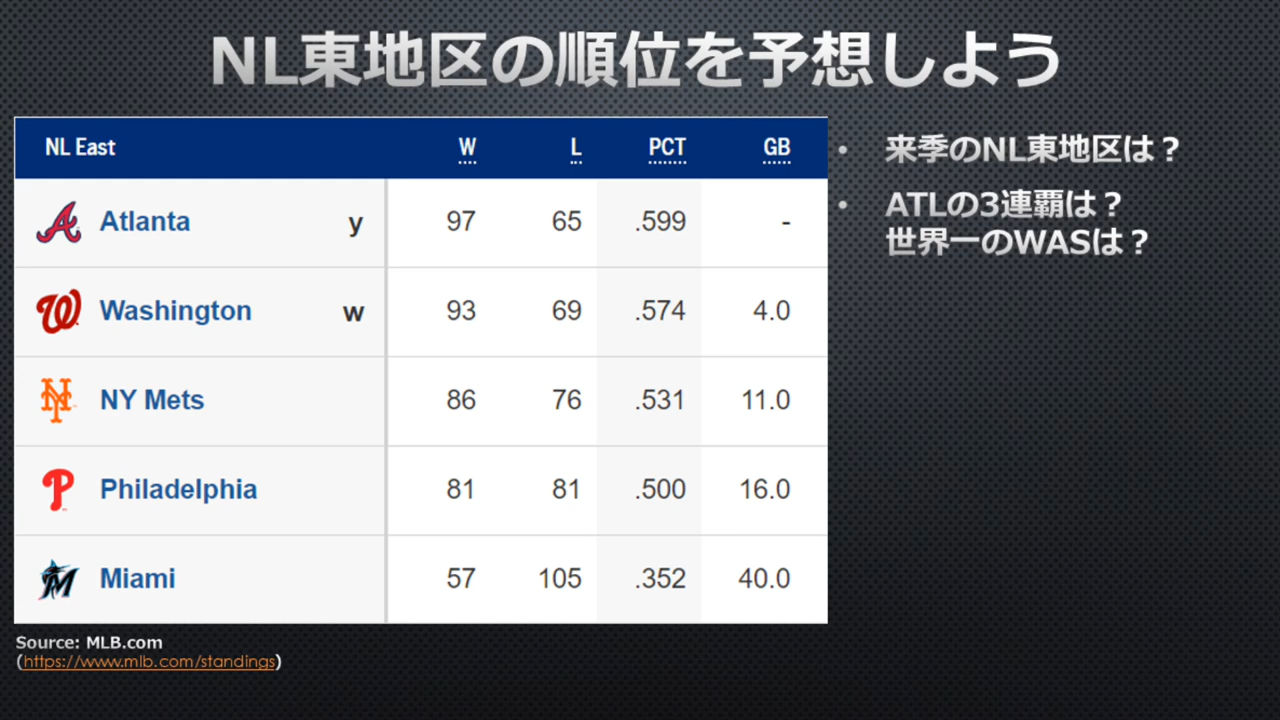 NL東地区の順位を予想しよう
NL East W L PCT GB
Atlanta y 97 65 .599 -
Washington w 93 69 .574 4.0
NY Mets 86 76 .531 11.0
Philadelphia 81 81 .500 16.0
Miami 57 105 .352 40.0
Source: MLB.com
(https://www.mlb.com/standings)
• 来季のNL東地区は？
• ATLの3連覇は？
世界一のWASは？